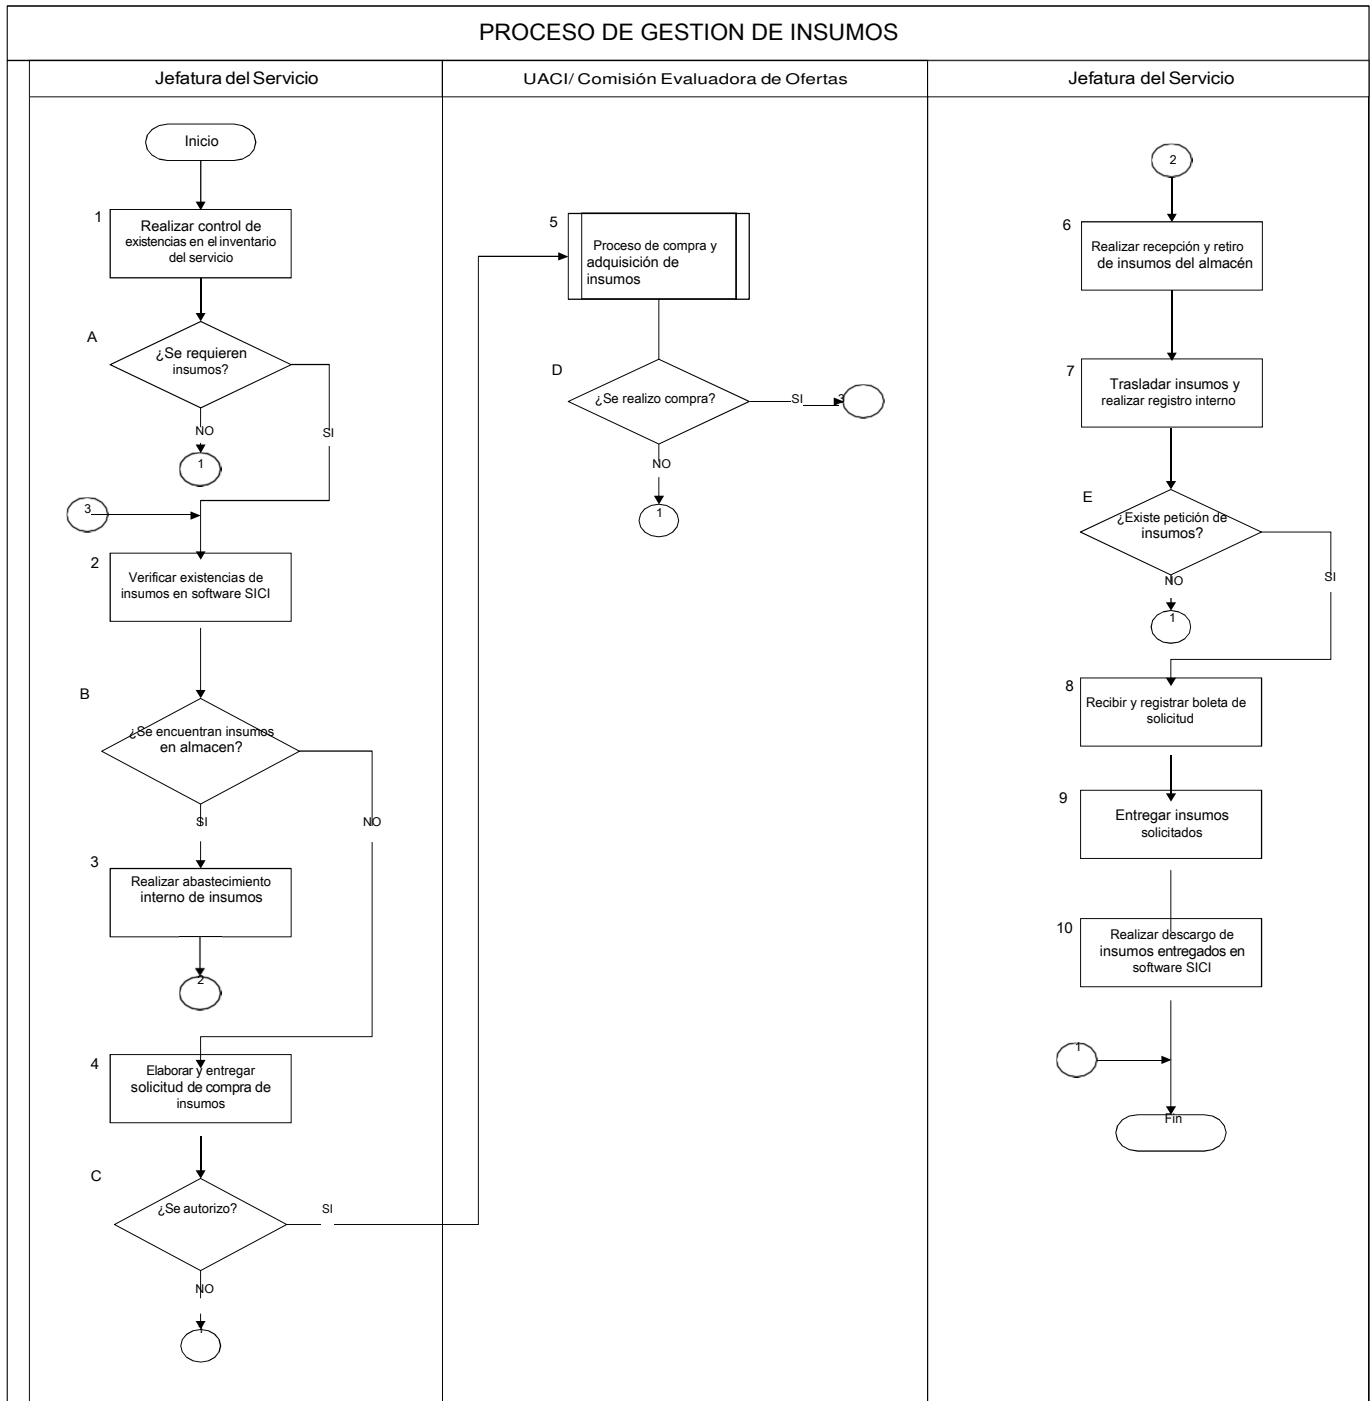 PROCESO DE GESTION DE INSUMOS
Jefatura del Servicio
UACI/ Comisión Evaluadora de Ofertas
Jefatura del Servicio
Inicio
1
Realizar control de
existencias en el inventario
del servicio
A
¿Se requieren
insumos?
NO
SI
1
3
2
Verificar existencias de
insumos en software SICI
B
¿Se encuentran insumos
en almacen?
SI
NO
3
Realizar abastecimiento
interno de insumos
2
4
Elaborar y entregar
solicitud de compra de
insumos
C
¿Se autorizo?
SI
NO
5
Proceso de compra y
adquisición de
insumos
D
¿Se realizo compra?
SI
3
NO
1
2
6
Realizar recepción y retiro
de insumos del almacén
7
Trasladar insumos y
realizar registro interno
E
¿Existe petición de
insumos?
NO
SI
1
8
Recibir y registrar boleta de
solicitud
9
Entregar insumos
solicitados
10
Realizar descargo de
insumos entregados en
software SICI
1
Fin